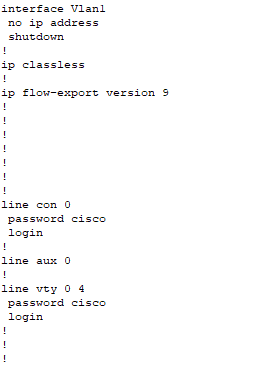 interface Vlan1
 no ip address
 shutdown
!
ip classless
!
ip flow-export version 9
!
!
!
!
!
!
!
line con 0
 password cisco
 login
!
line aux 0
!
line vty 0 4
 password cisco
 login
!
!
!